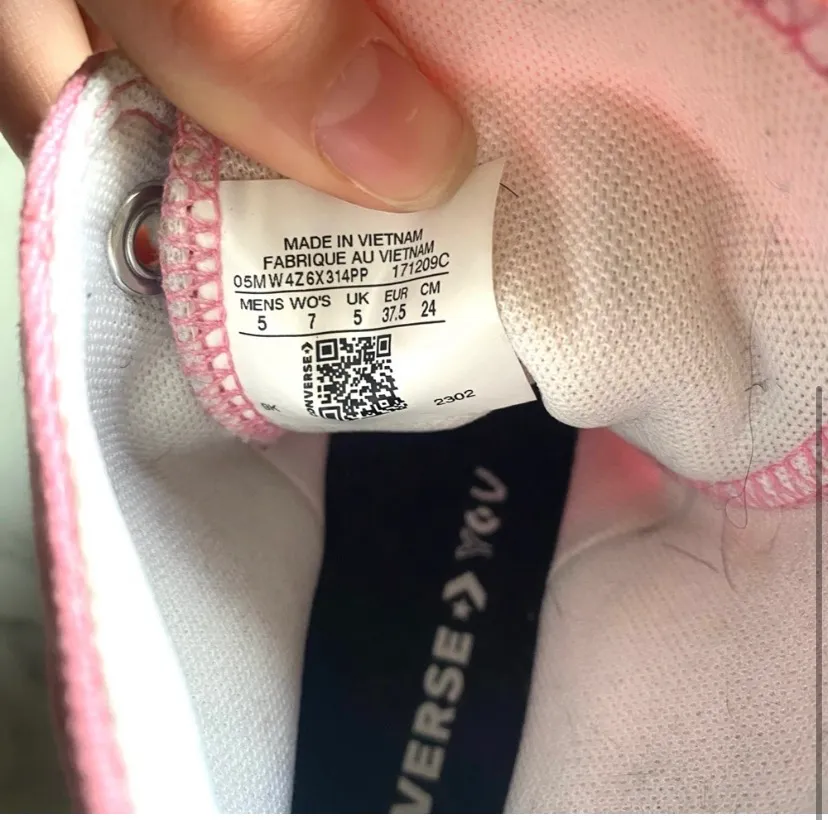 MADE IN VIETNAM
FABRIQUE AU VIETNAM
05MW4Z6X314PP 171209C
MENS WO'S UK EUR CM
5 7 5 37.5 24
CONVERSE
2302
VERSE YOU